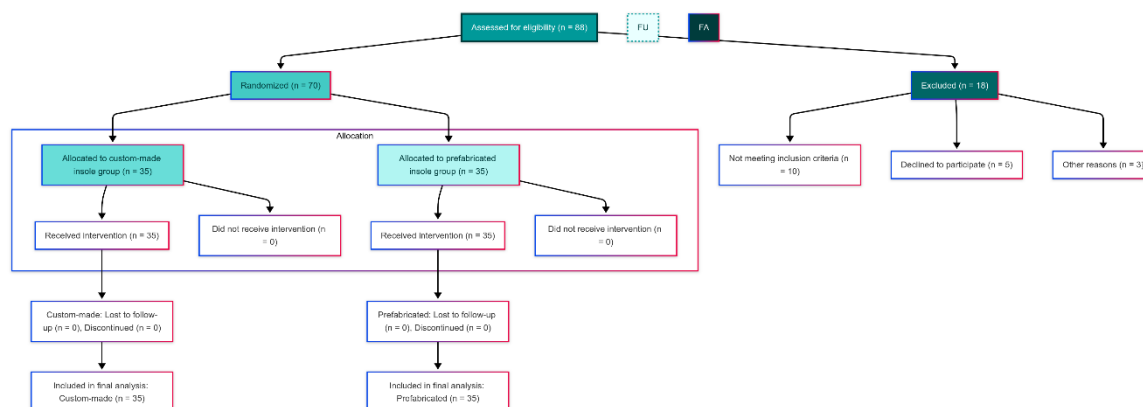 Assessed for eligibility (n = 88)
FU
FA
Randomized (n = 70)
Excluded (n = 18)
Allocation
Allocated to custom-made
insole group (n = 35)
Allocated to prefabricated
insole group (n = 35)
Not meeting inclusion criteria (n
= 10)
Declined to participate (n = 5)
Other reasons (n = 3)
Received Intervention (n = 35)
Did not receive intervention (n
= 0)
Received Intervention (n = 35)
Did not receive intervention (n
= 0)
Custom-made: Lost to follow-
up (n = 0), Discontinued (n = 0)
Prefabricated: Lost to follow-up
(n = 0), Discontinued (n = 0)
Included in final analysis:
Custom-made (n = 35)
Included in final analysis:
Prefabricated (n = 35)